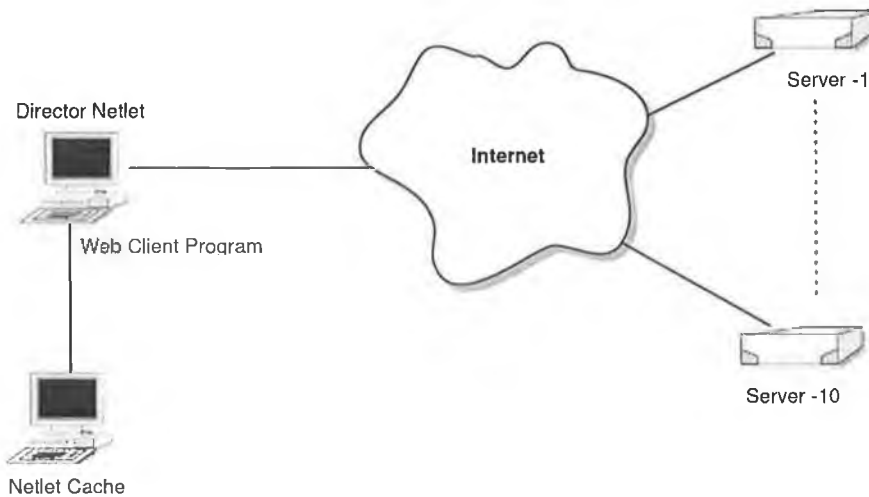 Server -1
Director Netlet
Internet
Web Client Program
Server -10
Netlet Cache